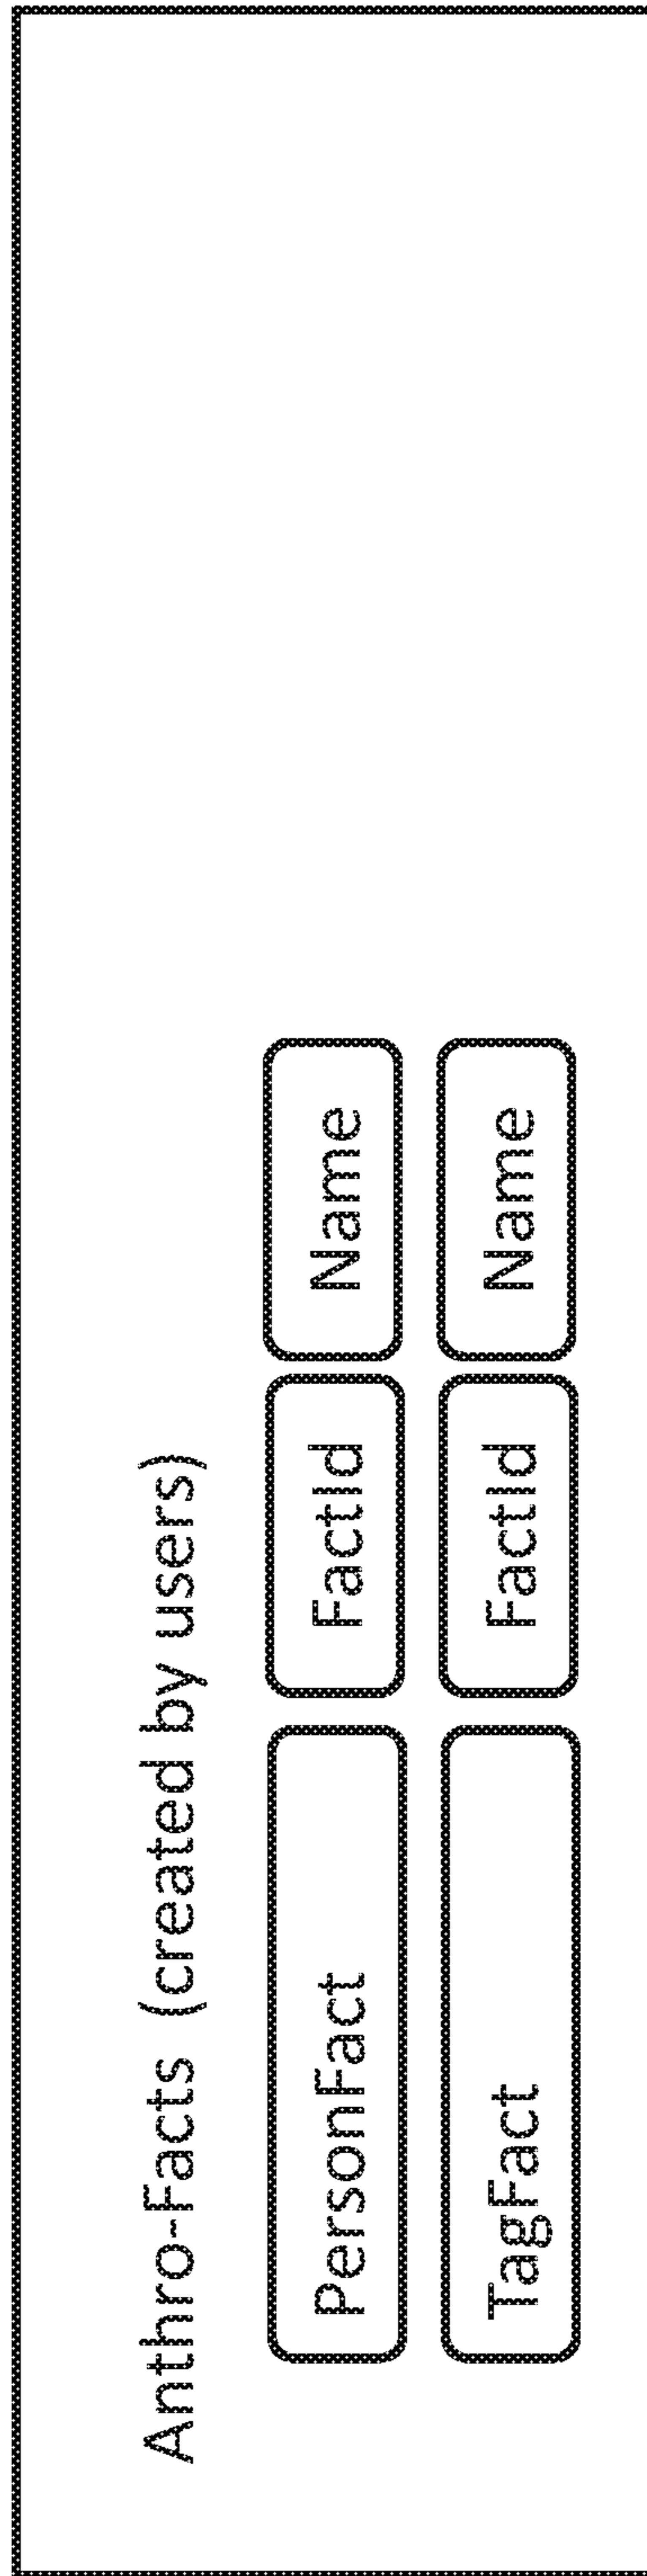 Anthro-Facts (created by users)
PersonFact FactId Name
TagFact FactId Name